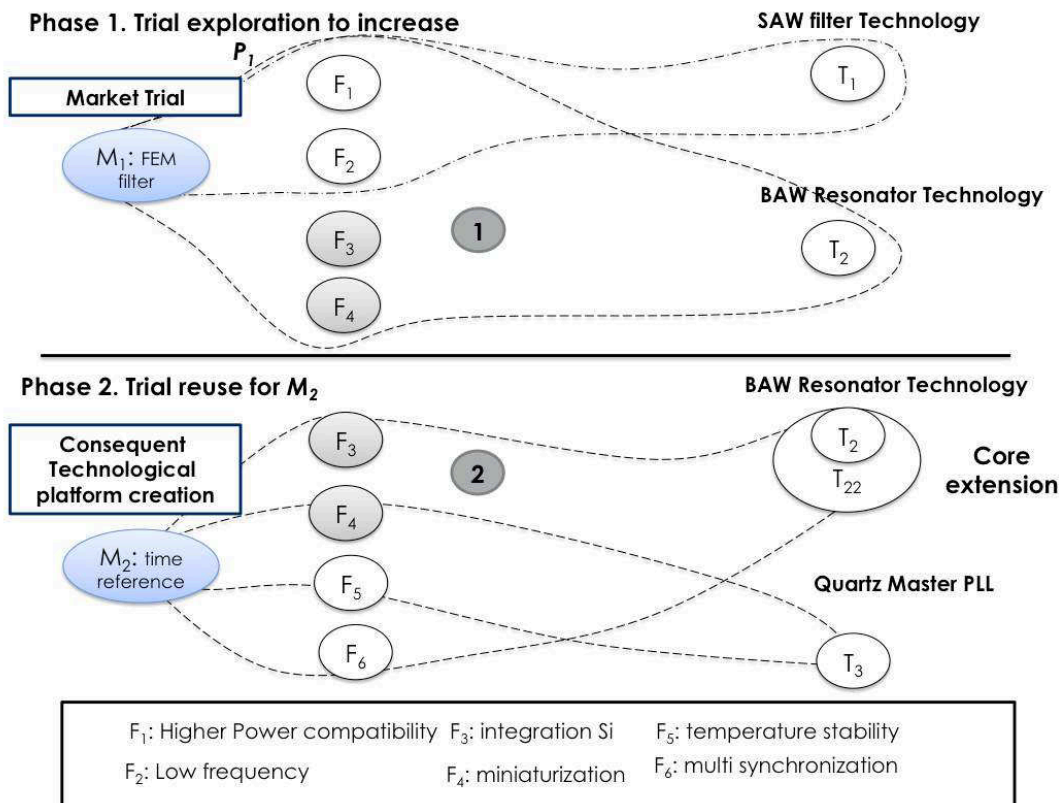 Phase 1. Trial exploration to increase
P₁
SAW filter Technology
Market Trial
F₁
T₁
M₁: FEM
filter
F₂
BAW Resonator Technology
F₃
1
T₂
F₄
Phase 2. Trial reuse for M₂
BAW Resonator Technology
Consequent
Technological
platform creation
F₃
2
T₂
T₂₂
Core
extension
F₄
M₂: time
reference
F₅
Quartz Master PLL
F₆
T₃
F₁: Higher Power compatibility F₃: integration Si F₅: temperature stability
F₂: Low frequency F₄: miniaturization F₆: multi synchronization